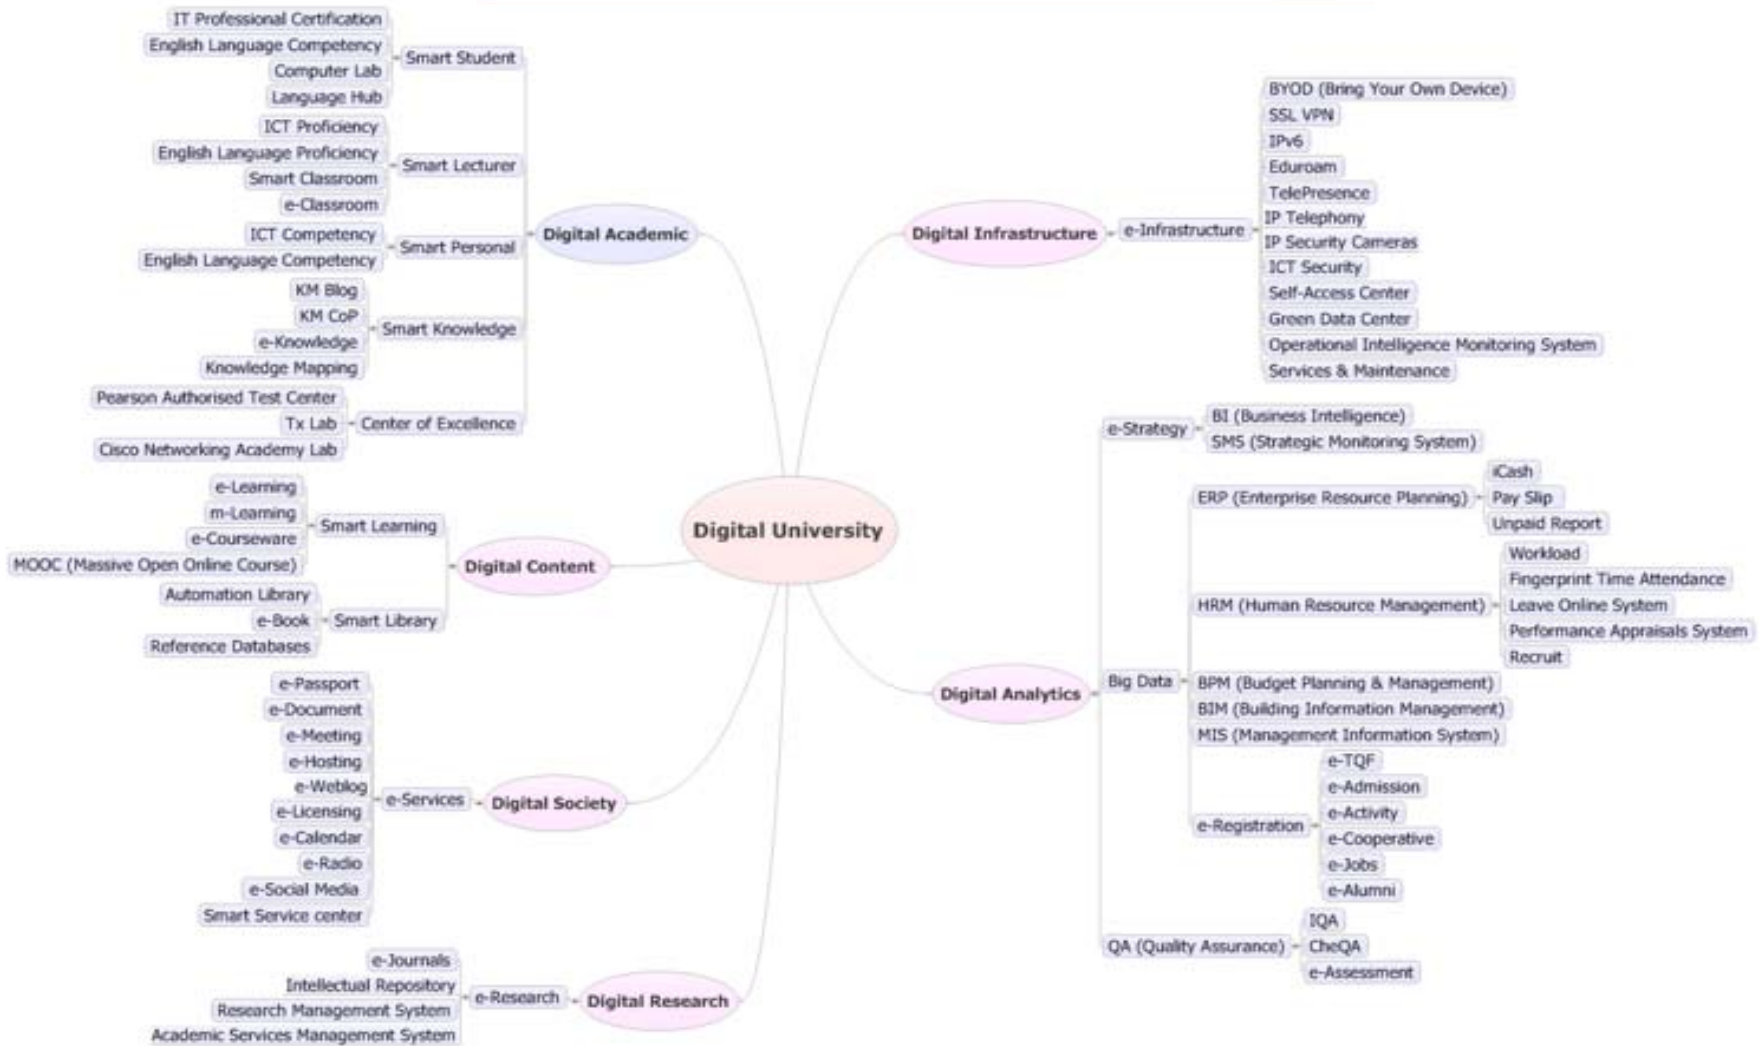 Digital University
Digital Academic
Smart Student
IT Professional Certification
English Language Competency
Computer Lab
Language Hub
Smart Lecturer
ICT Proficiency
English Language Proficiency
Smart Classroom
e-Classroom
Smart Personal
ICT Competency
English Language Competency
Smart Knowledge
KM Blog
KM CoP
e-Knowledge
Knowledge Mapping
Center of Excellence
Pearson Authorised Test Center
Tx Lab
Cisco Networking Academy Lab
Digital Content
Smart Learning
e-Learning
m-Learning
e-Courseware
MOOC (Massive Open Online Course)
Smart Library
Automation Library
e-Book
Reference Databases
Digital Society
e-Services
e-Passport
e-Document
e-Meeting
e-Hosting
e-Weblog
e-Licensing
e-Calendar
e-Radio
e-Social Media
Smart Service center
Digital Research
e-Research
e-Journals
Intellectual Repository
Research Management System
Academic Services Management System
Digital Infrastructure
e-Infrastructure
BYOD (Bring Your Own Device)
SSL VPN
IPv6
Eduroam
TelePresence
IP Telephony
IP Security Cameras
ICT Security
Self-Access Center
Green Data Center
Operational Intelligence Monitoring System
Services & Maintenance
Digital Analytics
e-Strategy
BI (Business Intelligence)
SMS (Strategic Monitoring System)
Big Data
ERP (Enterprise Resource Planning)
iCash
Pay Slip
Unpaid Report
HRM (Human Resource Management)
Workload
Fingerprint Time Attendance
Leave Online System
Performance Appraisals System
Recruit
BPM (Budget Planning & Management)
BIM (Building Information Management)
MIS (Management Information System)
e-Registration
e-TQF
e-Admission
e-Activity
e-Cooperative
e-Jobs
e-Alumni
QA (Quality Assurance)
IQA
CheQA
e-Assessment